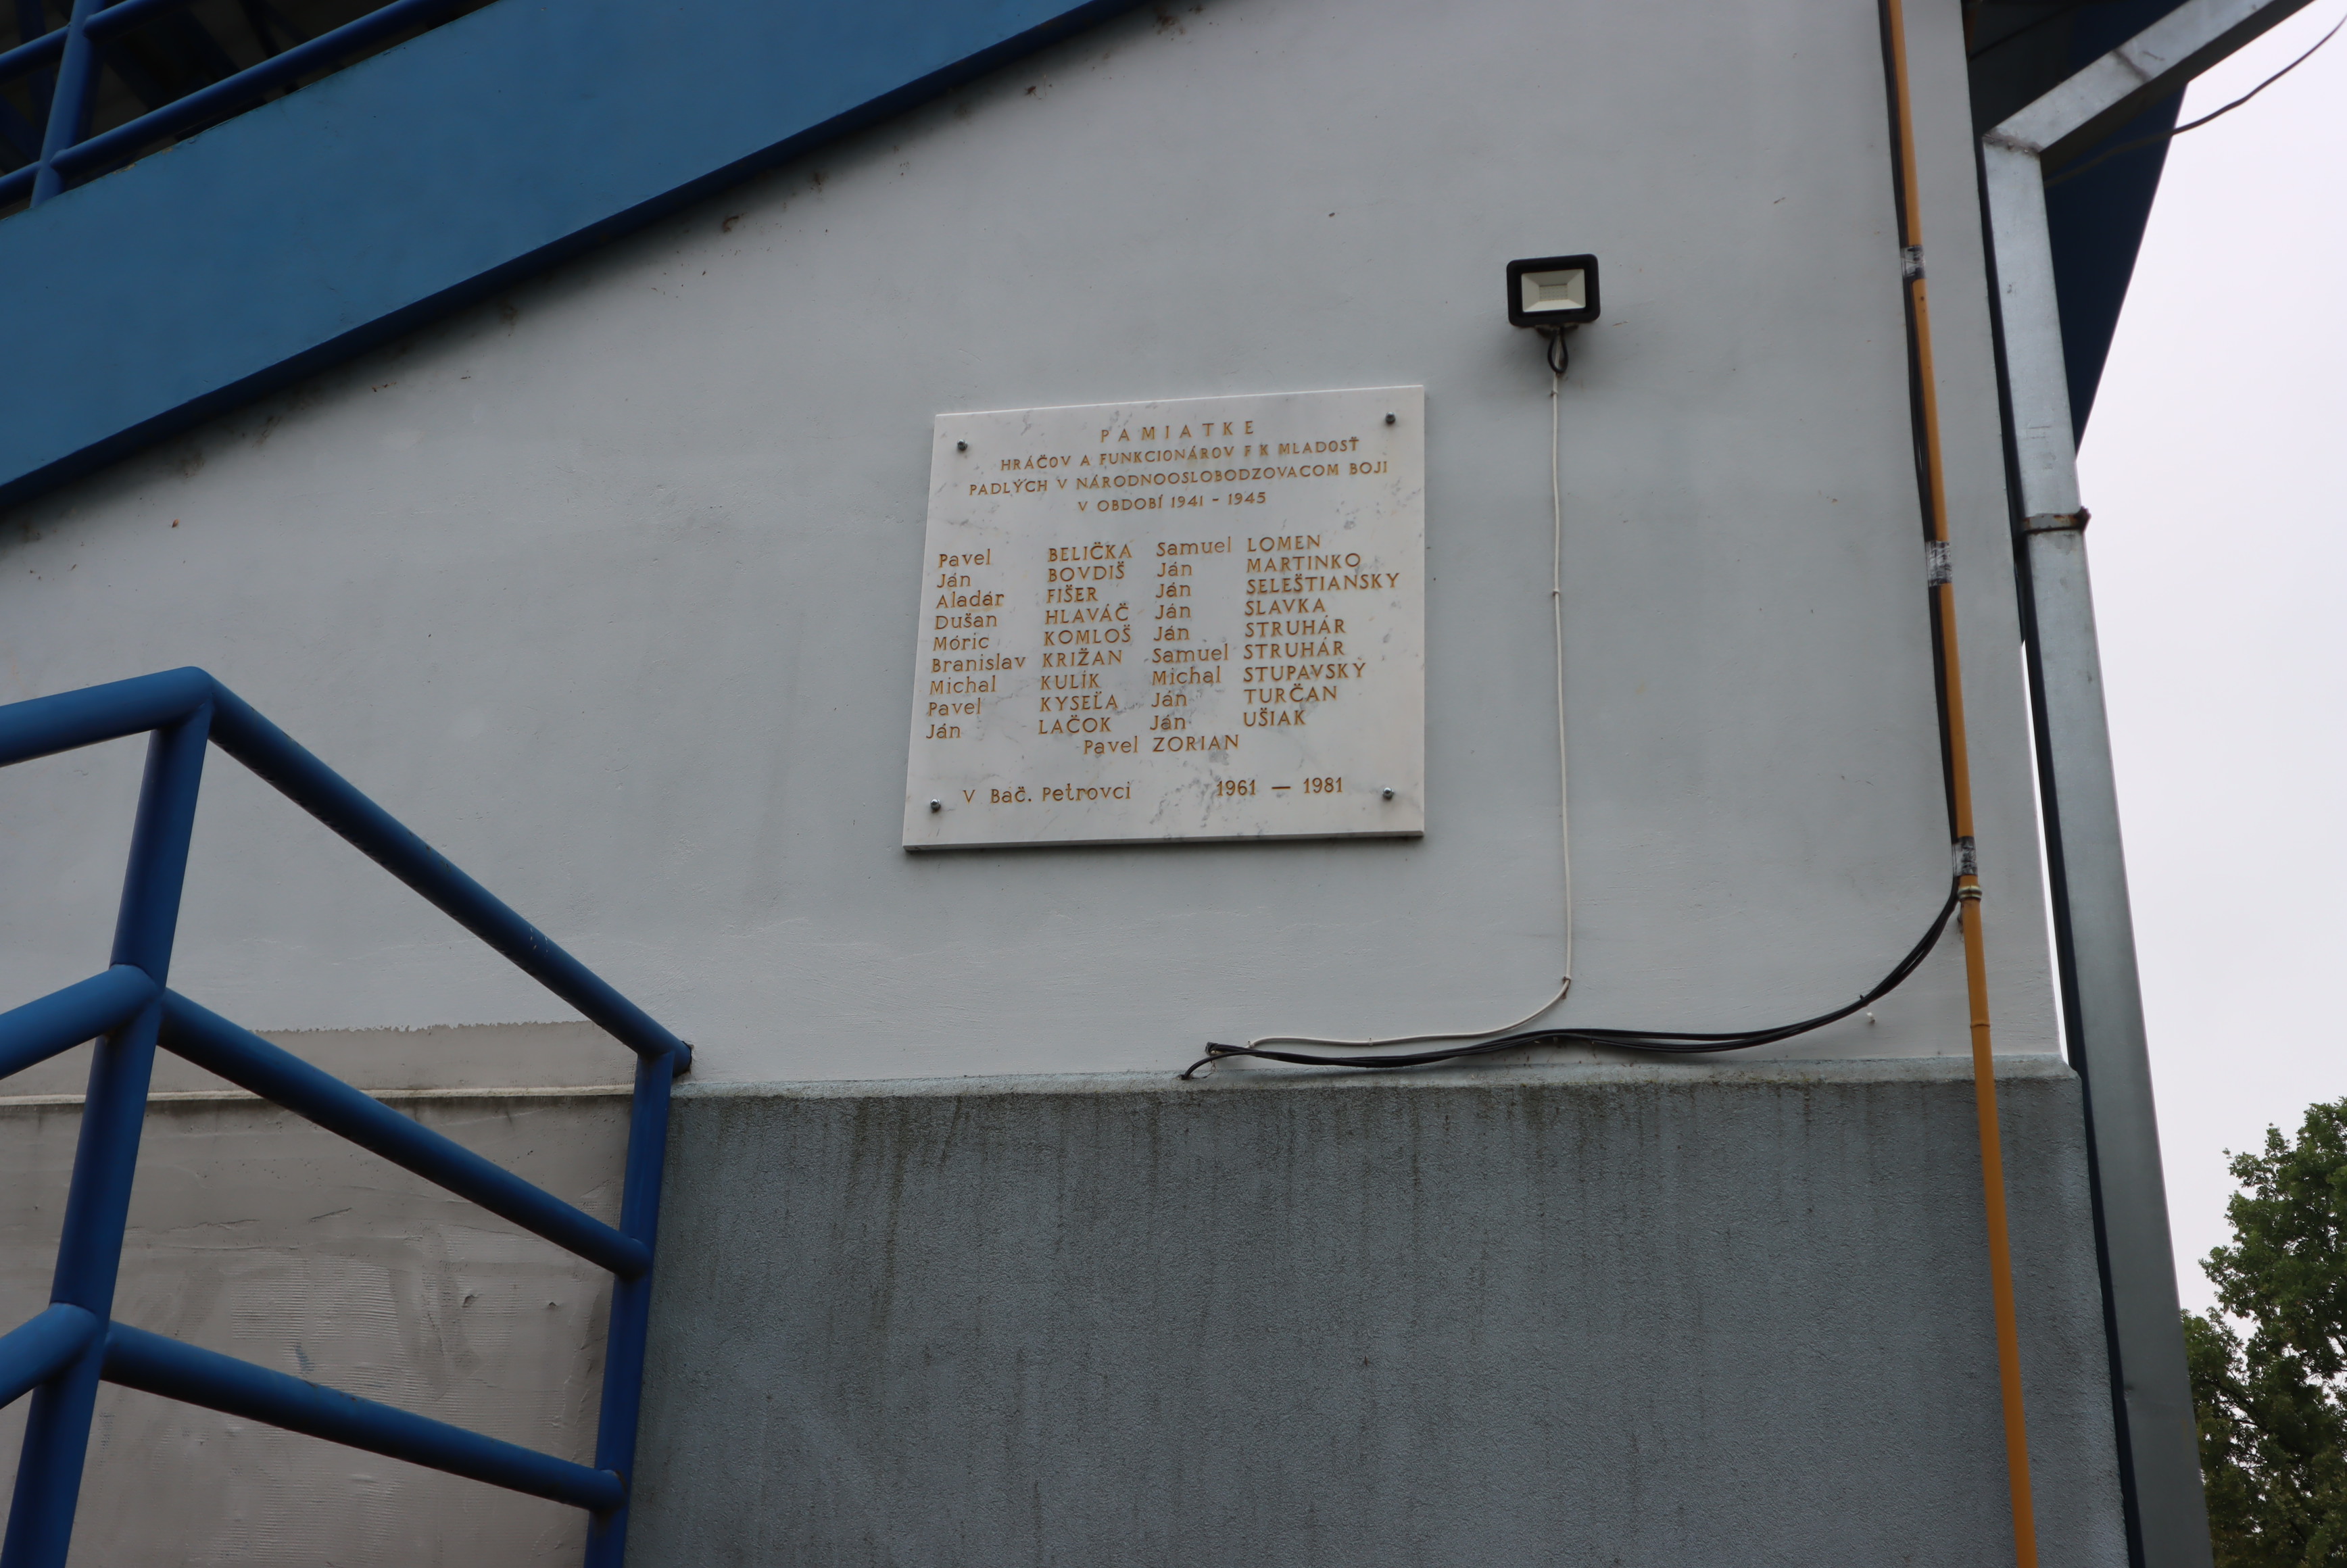 PAMIATKE
HRÁČOV A FUNKCIONÁROV F K MLADOSŤ
PADLÝCH V NÁRODNOOSLOBODZOVACOM BOJI
V OBDOBÍ 1941 - 1945
Pavel BELIČKA Samuel LOMEN
Ján BOVDIŠ Ján MARTINKO
Aladár FIŠER Ján SELEŠTIANSKY
Dušan HLAVÁČ Ján SLAVKA
Móric KOMLOŠ Ján STRUHÁR
Branislav KRIŽAN Samuel STRUHÁR
Michal KULÍK Michal STUPAVSKÝ
Pavel KYSEĽA Ján TURČAN
Ján LAČOK Ján UŠIAK
Pavel ZORIAN
V Báč. Petrovci 1961 — 1981